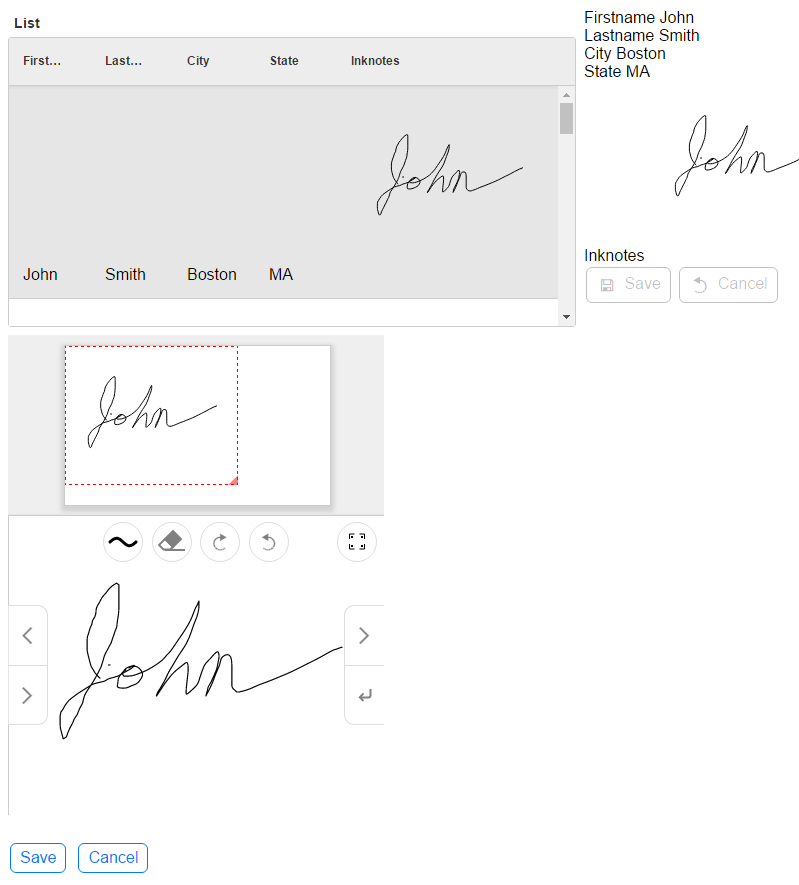 List
First... Last... City State Inknotes
John
John Smith Boston MA
Firstname John
Lastname Smith
City Boston
State MA
John
Inknotes
Save Cancel
John
John
Save Cancel